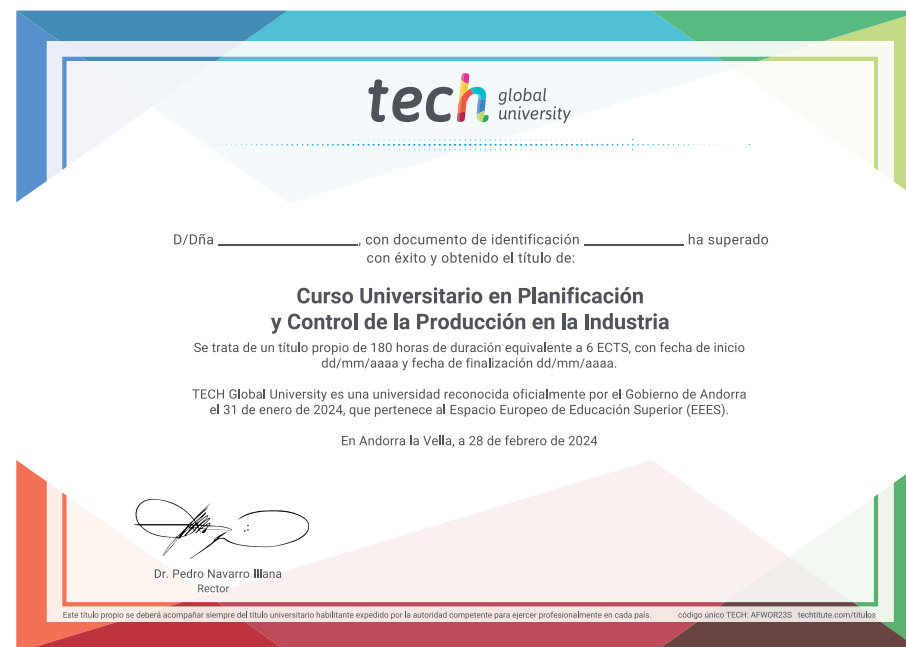 tech global university
D/Dña ____________________, con documento de identificación ______________ ha superado
con éxito y obtenido el título de:
Curso Universitario en Planificación
y Control de la Producción en la Industria
Se trata de un título propio de 180 horas de duración equivalente a 6 ECTS, con fecha de inicio
dd/mm/aaaa y fecha de finalización dd/mm/aaaa.
TECH Global University es una universidad reconocida oficialmente por el Gobierno de Andorra
el 31 de enero de 2024, que pertenece al Espacio Europeo de Educación Superior (EEES).
En Andorra la Vella, a 28 de febrero de 2024
Dr. Pedro Navarro Illana
Rector
Este título propio se deberá acompañar siempre del título universitario habilitante expedido por la autoridad competente para ejercer profesionalmente en cada país. código único TECH: AFWOR23S techtitute.com/titulos